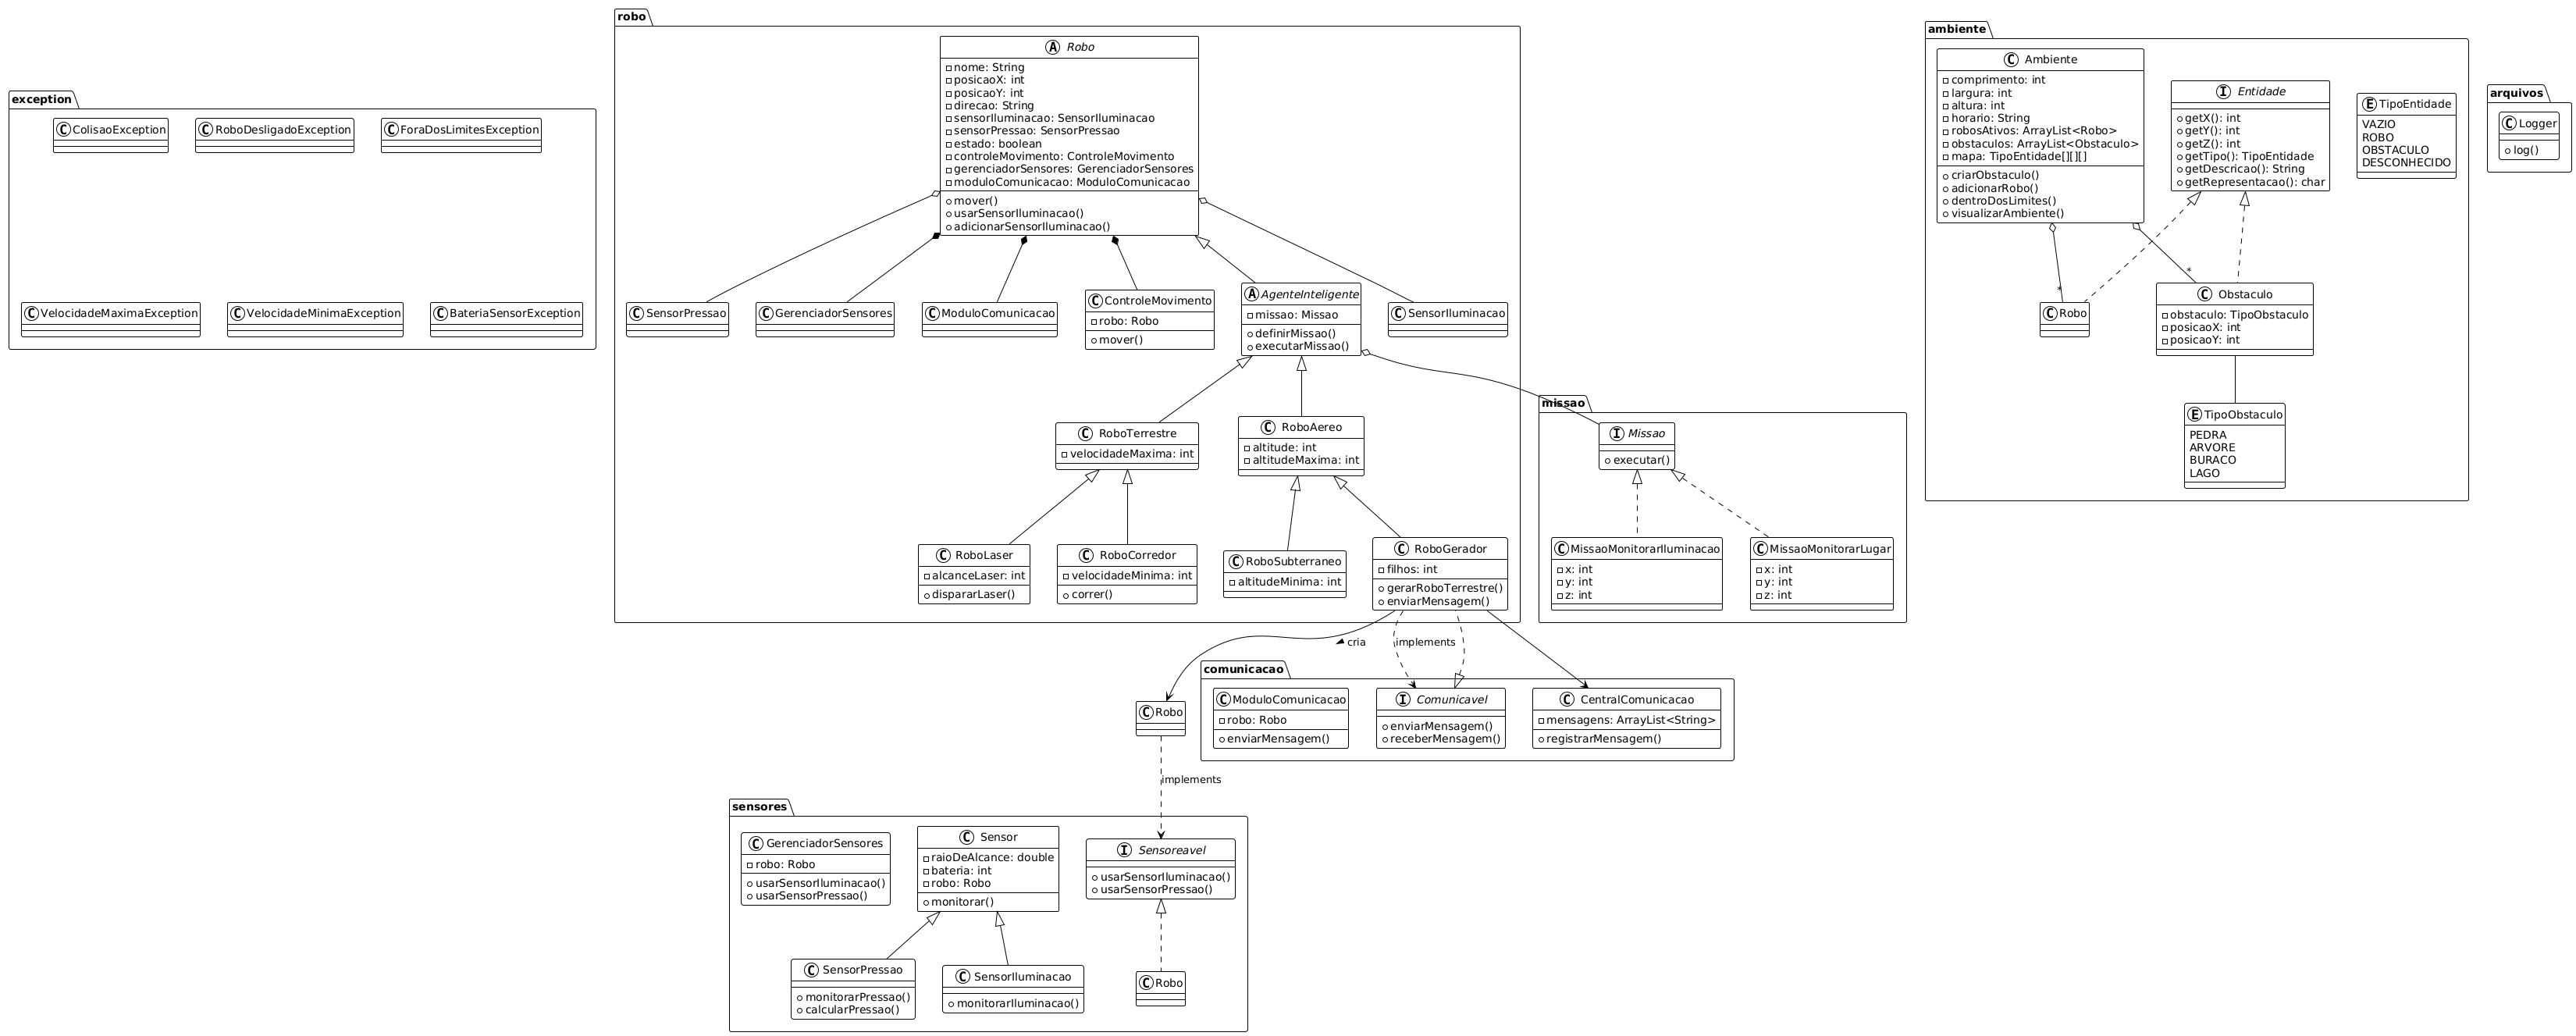 exception
ColisaoException
RoboDesligadoException
ForaDosLimitesException
VelocidadeMaximaException
VelocidadeMinimaException
BateriaSensorException
robo
Robo
nome: String
posicaoX: int
posicaoY: int
direcao: String
sensorIluminacao: SensorIluminacao
sensorPressao: SensorPressao
estado: boolean
controleMovimento: ControleMovimento
gerenciadorSensores: GerenciadorSensores
moduloComunicacao: ModuloComunicacao
mover()
usarSensorIluminacao()
adicionarSensorIluminacao()
SensorPressao
GerenciadorSensores
ModuloComunicacao
ControleMovimento
robo: Robo
mover()
AgenteInteligente
missao: Missao
definirMissao()
executarMissao()
SensorIluminacao
RoboTerrestre
velocidadeMaxima: int
RoboAereo
altitude: int
altitudeMaxima: int
RoboLaser
alcanceLaser: int
dispararLaser()
RoboCorredor
velocidadeMinima: int
correr()
RoboSubterraneo
altitudeMinima: int
RoboGerador
filhos: int
gerarRoboTerrestre()
enviarMensagem()
missao
Missao
executar()
MissaoMonitorarIluminacao
x: int
y: int
z: int
MissaoMonitorarLugar
x: int
y: int
z: int
ambiente
Ambiente
comprimento: int
largura: int
altura: int
horario: String
robosAtivos: ArrayList<Robo>
obstaculos: ArrayList<Obstaculo>
mapa: TipoEntidade[][][]
criarObstaculo()
adicionarRobo()
dentroDosLimites()
visualizarAmbiente()
Entidade
getX(): int
getY(): int
getZ(): int
getTipo(): TipoEntidade
getDescricao(): String
getRepresentacao(): char
TipoEntidade
VAZIO
ROBO
OBSTACULO
DESCONHECIDO
*
*
Robo
Obstaculo
obstaculo: TipoObstaculo
posicaoX: int
posicaoY: int
TipoObstaculo
PEDRA
ARVORE
BURACO
LAGO
arquivos
Logger
log()
cria
implements
comunicacao
ModuloComunicacao
robo: Robo
enviarMensagem()
Comunicavel
enviarMensagem()
receberMensagem()
CentralComunicacao
mensagens: ArrayList<String>
registrarMensagem()
Robo
implements
sensores
GerenciadorSensores
robo: Robo
usarSensorIluminacao()
usarSensorPressao()
Sensor
raioDeAlcance: double
bateria: int
robo: Robo
monitorar()
Sensoreavel
usarSensorIluminacao()
usarSensorPressao()
SensorPressao
monitorarPressao()
calcularPressao()
SensorIluminacao
monitorarIluminacao()
Robo